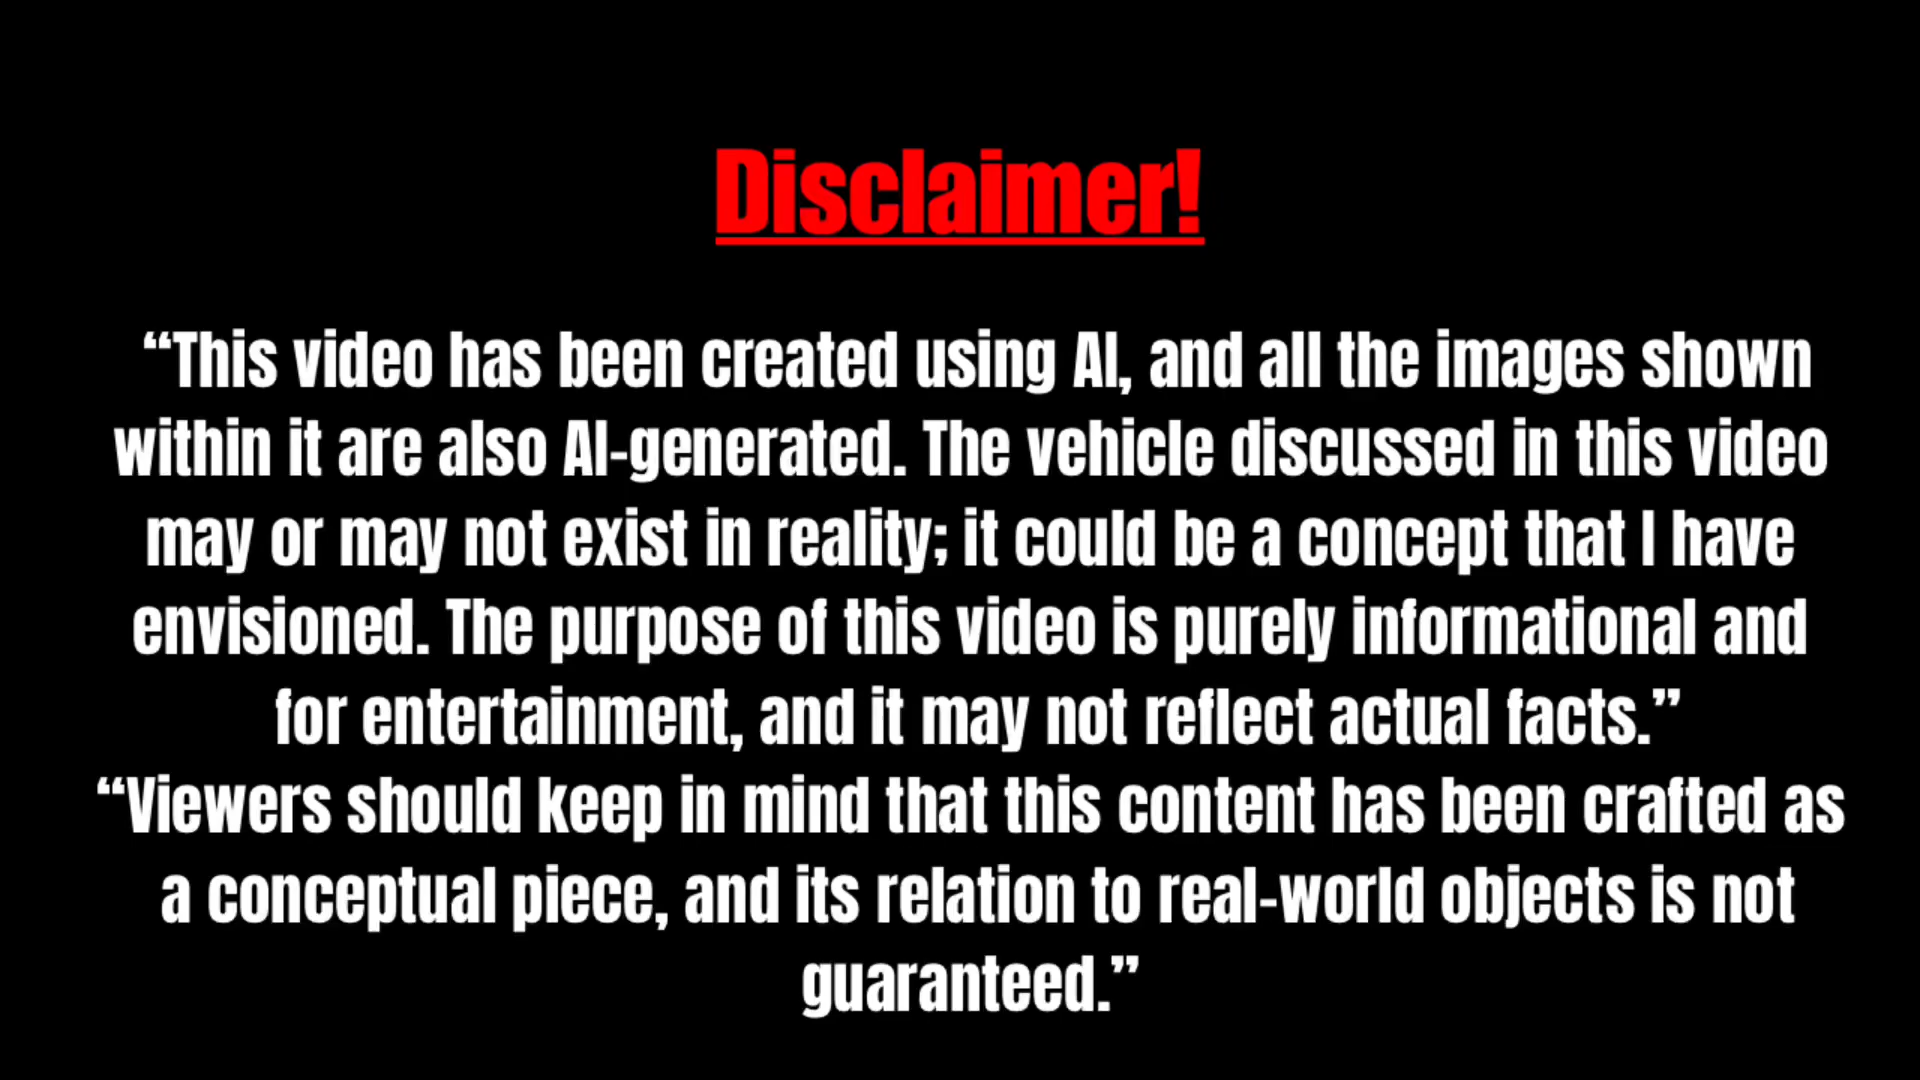 Disclaimer!
“This video has been created using AI, and all the images shown
within it are also AI-generated. The vehicle discussed in this video
may or may not exist in reality; it could be a concept that I have
envisioned. The purpose of this video is purely informational and
for entertainment, and it may not reflect actual facts.”
“Viewers should keep in mind that this content has been crafted as
a conceptual piece, and its relation to real-world objects is not
guaranteed.”